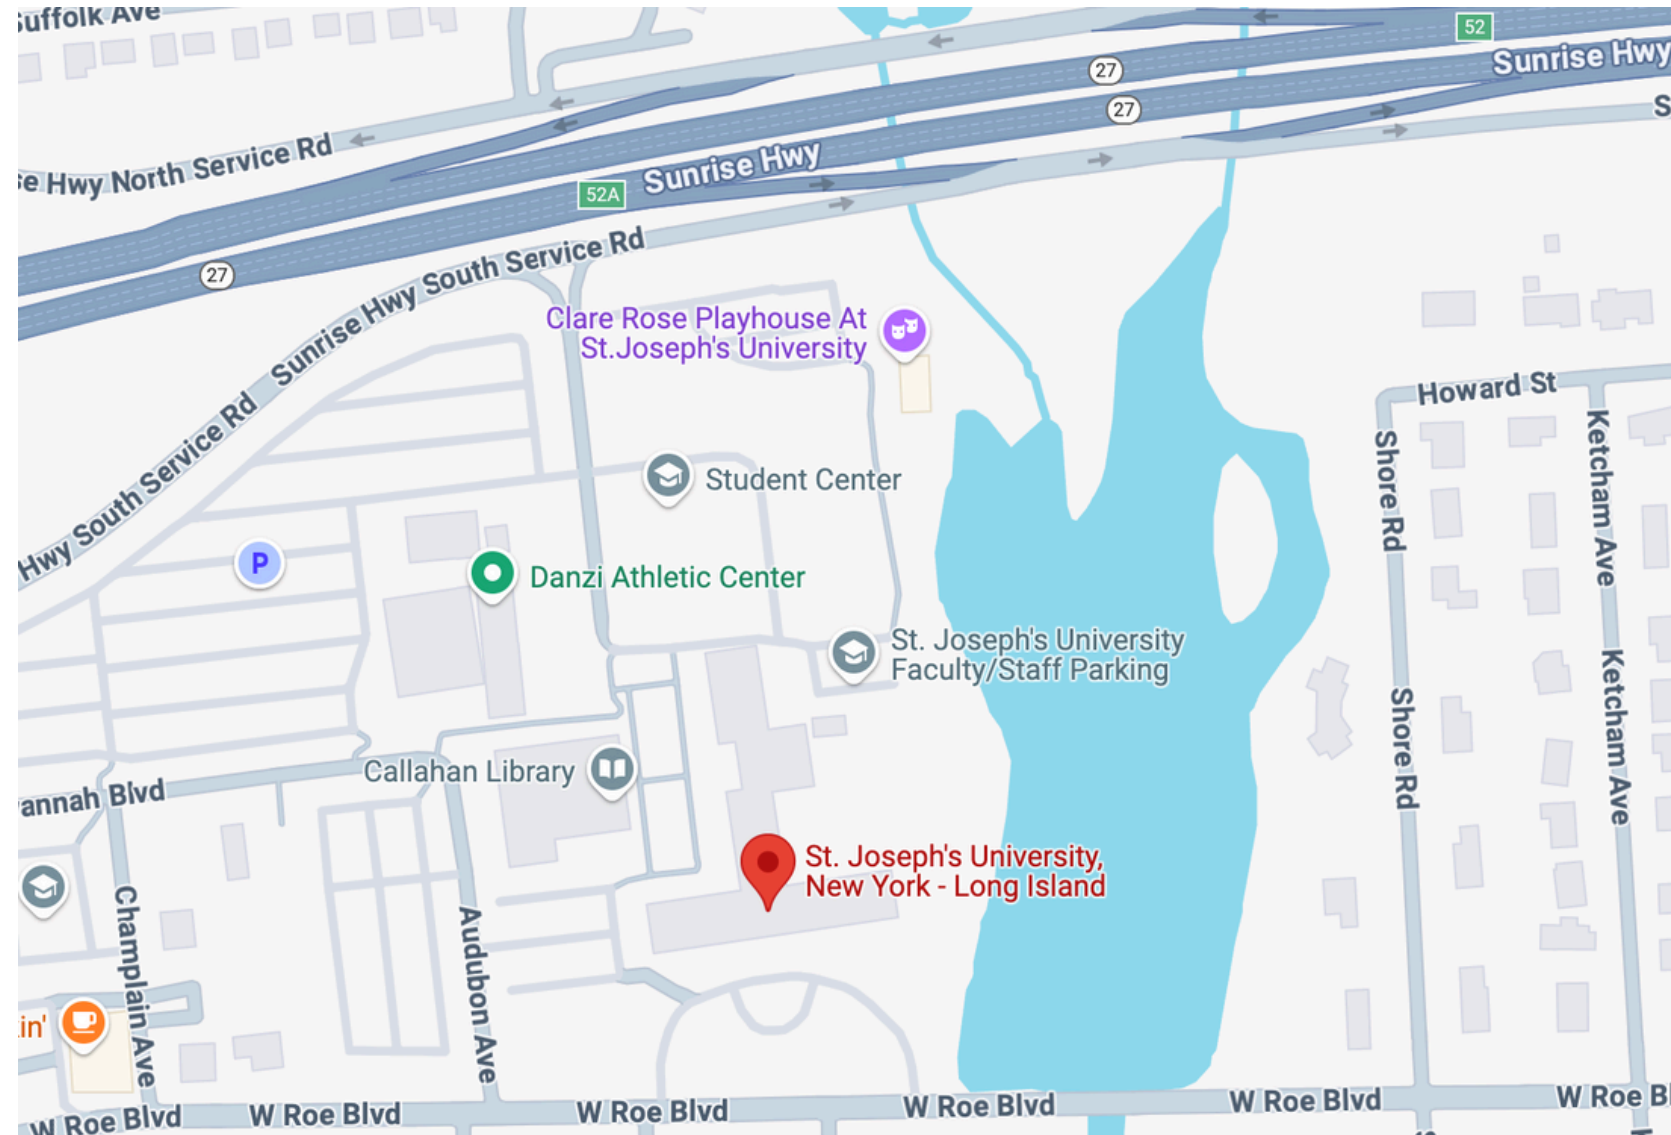 Suffolk Ave
52
Sunrise Hwy
27
27
S
se Hwy North Service Rd
Sunrise Hwy
52A
27
Sunrise Hwy South Service Rd
Hwy South Service Rd
Clare Rose Playhouse At
St.Joseph's University
Howard St
Shore Rd
Ketcham Ave
Student Center
P
Danzi Athletic Center
St. Joseph's University
Faculty/Staff Parking
Shore Rd
Ketcham Ave
Callahan Library
annah Blvd
St. Joseph's University,
New York - Long Island
Champlain Ave
Audubon Ave
in'
W Roe Blvd
W Roe Blvd
W Roe Blvd
W Roe Blvd
W Roe Blvd
W Roe Bl